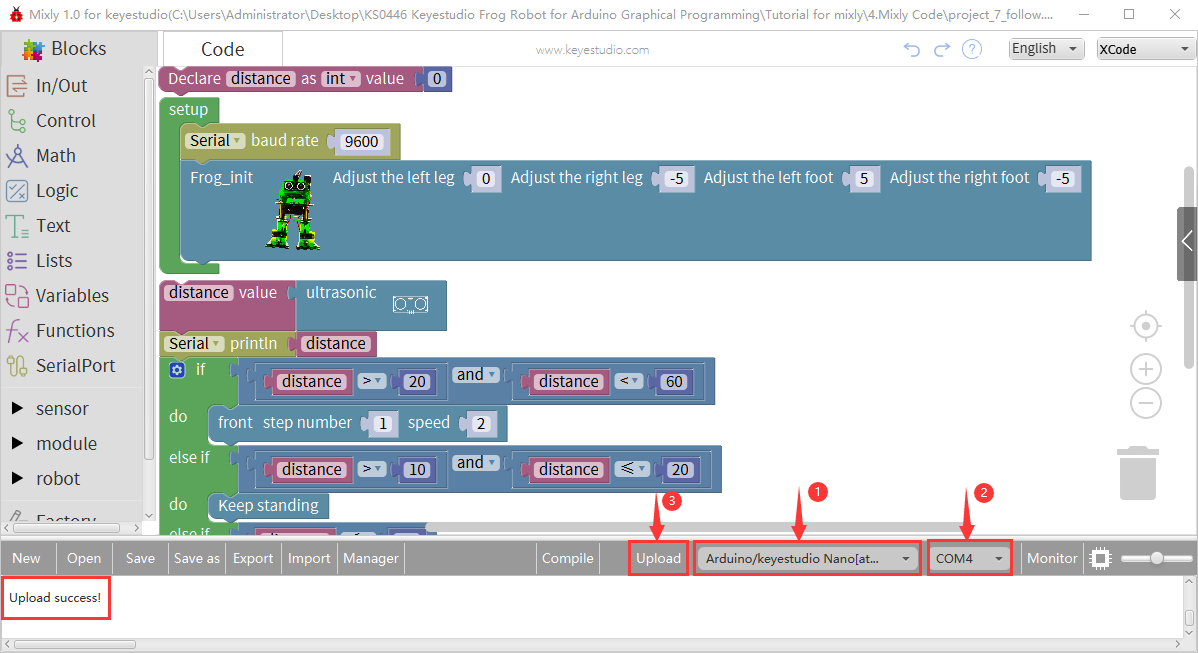 Mixly 1.0 for keyestudio(C:\Users\Administrator\Desktop\KS0446 Keyestudio Frog Robot for Arduino Graphical Programming\Tutorial for mixly\4.Mixly Code\project_7_follow....
Blocks
Code
www.keyestudio.com
?
English
XCode
In/Out
Control
Math
Logic
Text
Lists
Variables
Functions
SerialPort
sensor
module
robot
Factory
Declare distance as int value 0
setup
Serial baud rate 9600
Frog_init Adjust the left leg 0 Adjust the right leg -5 Adjust the left foot 5 Adjust the right foot -5
distance value ultrasonic
Serial println distance
if distance > 20 and distance < 60
do front step number 1 speed 2
else if distance > 10 and distance ≤ 20
do Keep standing
else if
3
1
2
New Open Save Save as Export Import Manager Compile Upload Arduino/keyestudio Nano[at... COM4 Monitor
Upload success!